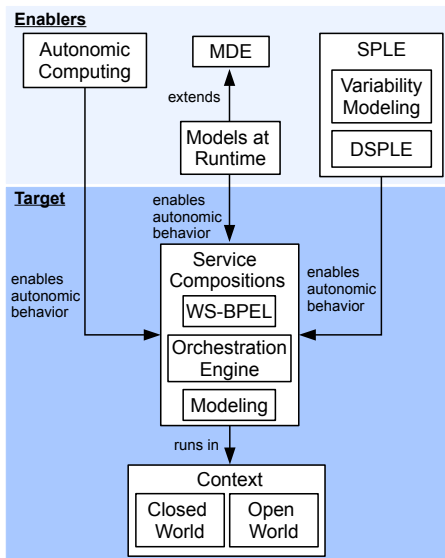 Enablers
Autonomic
Computing
MDE
SPLE
Variability
Modeling
DSPLE
extends
Models at
Runtime
Target
enables
autonomic
behavior
enables
autonomic
behavior
enables
autonomic
behavior
Service
Compositions
WS-BPEL
Orchestration
Engine
Modeling
runs in
Context
Closed
World
Open
World